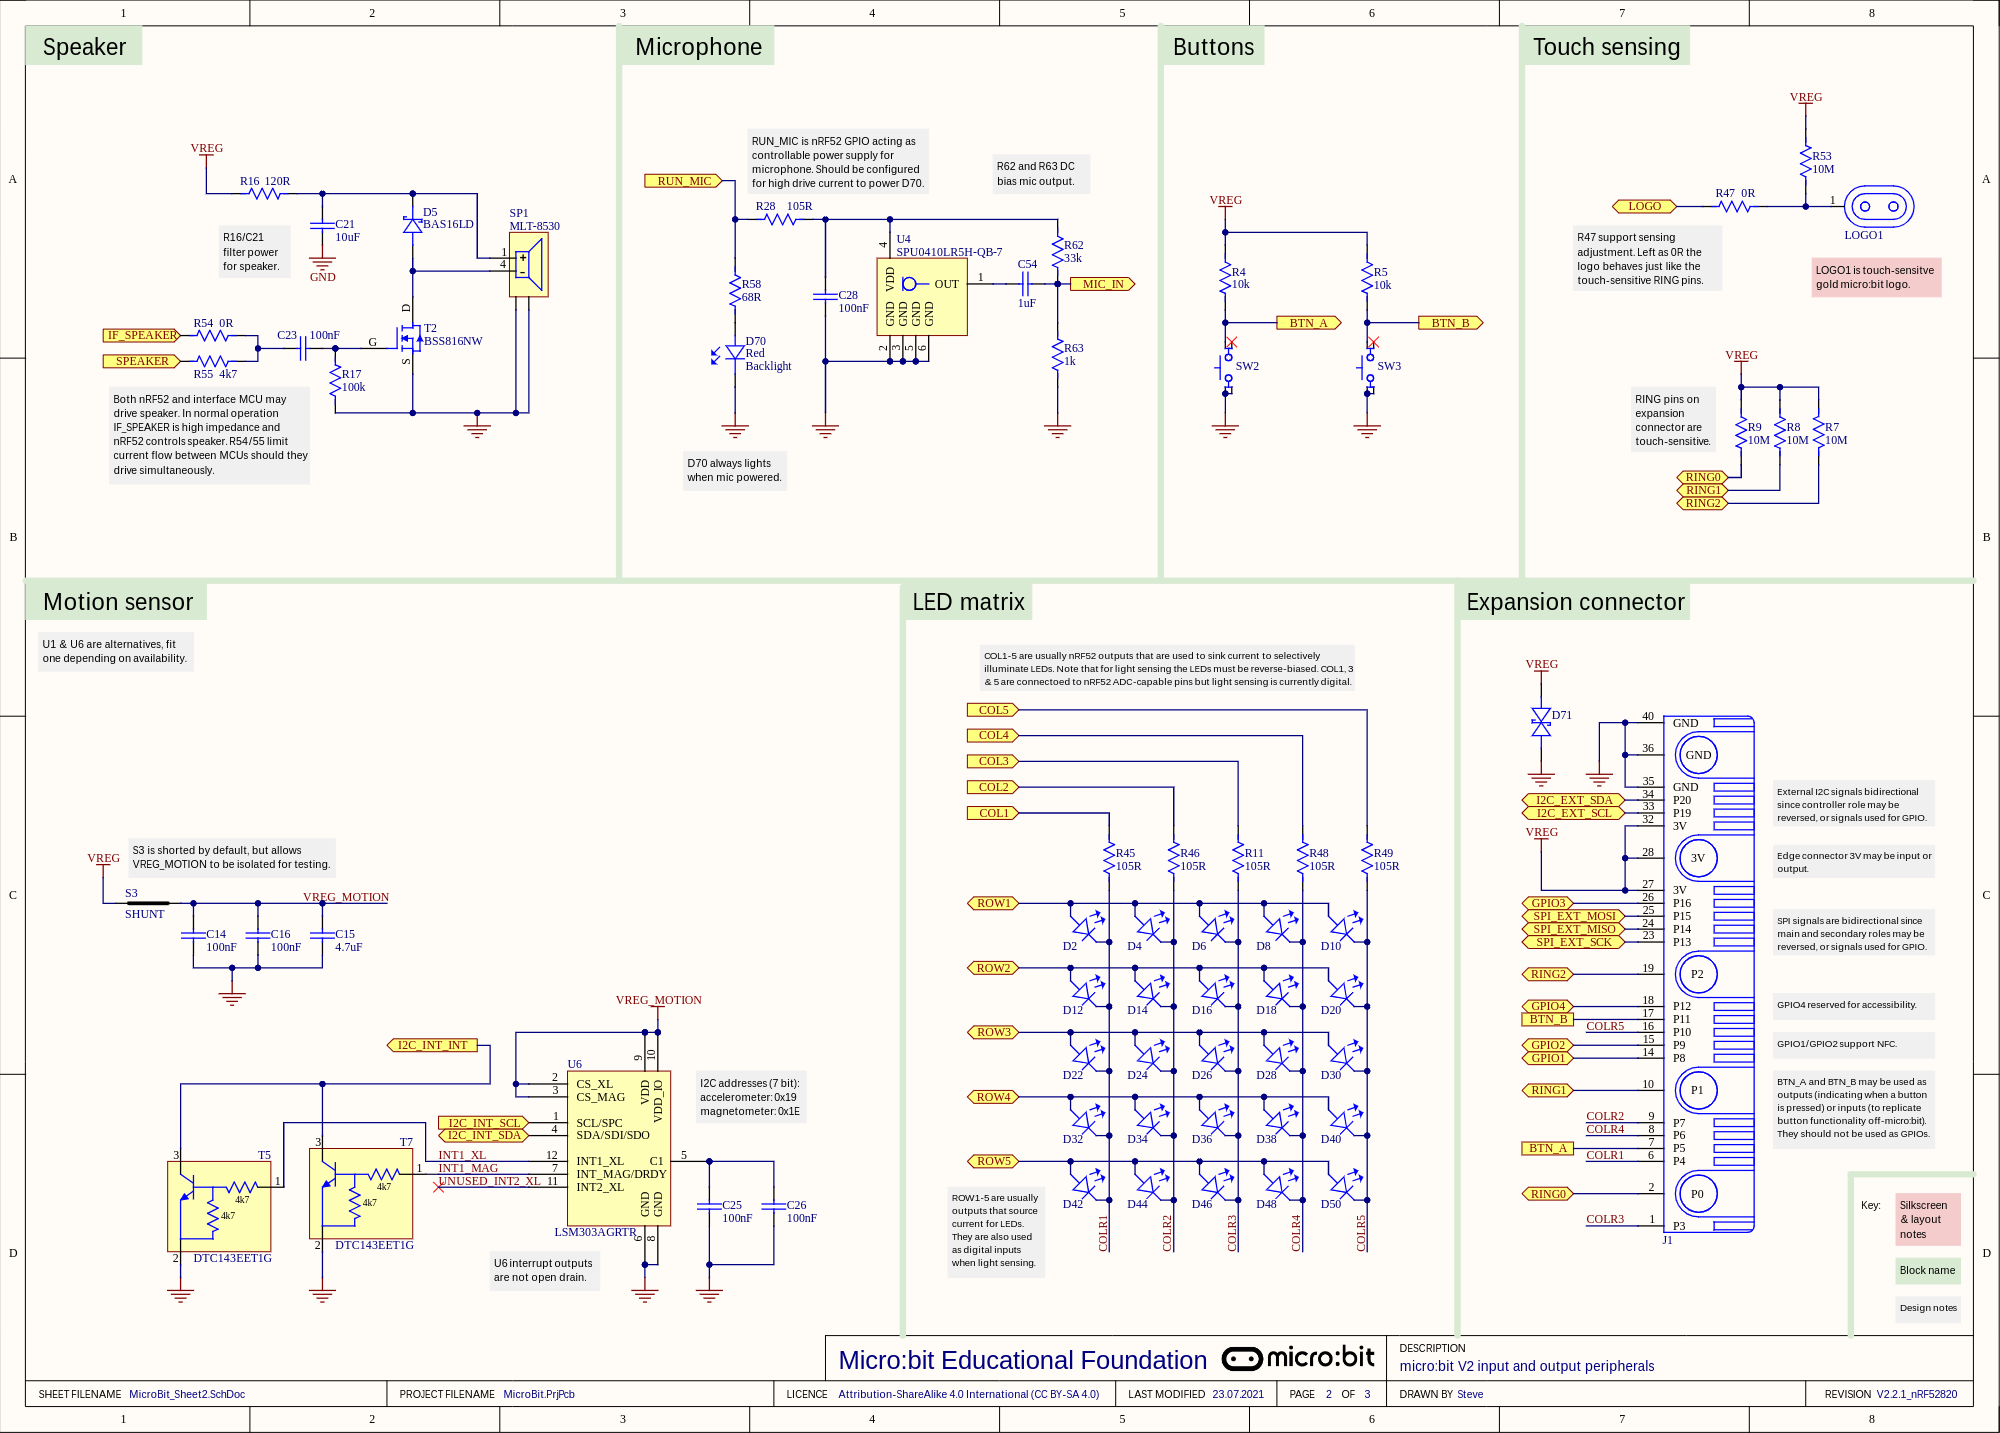 1 2 3 4 5 6 7 8
Speaker
VREG
R16 120R
C21
10uF
GND
D5
BAS16LD
SP1
MLT-8530
1
4
+
-
R16/C21
filter power
for speaker.
IF_SPEAKER
R54 0R
SPEAKER
R55 4k7
C23 100nF
R17
100k
G
D
S
T2
BSS816NW
Both nRF52 and interface MCU may
drive speaker. In normal operation
IF_SPEAKER is high impedance and
nRF52 controls speaker. R54/55 limit
current flow between MCUs should they
drive simultaneously.
Microphone
RUN_MIC is nRF52 GPIO acting as
controllable power supply for
microphone. Should be configured
for high drive current to power D70.
R62 and R63 DC
bias mic output.
RUN_MIC
R28 105R
R58
68R
D70
Red
Backlight
C28
100nF
U4
SPU0410LR5H-QB-7
4
VDD
OUT
1
GND
GND
GND
GND
2
3
5
6
C54
1uF
R62
33k
MIC_IN
R63
1k
D70 always lights
when mic powered.
Buttons
VREG
R4
10k
R5
10k
BTN_A
BTN_B
SW2
SW3
Touch sensing
VREG
R53
10M
LOGO
R47 0R
1
LOGO1
R47 support sensing
adjustment. Left as 0R the
logo behaves just like the
touch-sensitive RING pins.
LOGO1 is touch-sensitve
gold micro:bit logo.
VREG
RING pins on
expansion
connector are
touch-sensitive.
R9
10M
R8
10M
R7
10M
RING0
RING1
RING2
Motion sensor
U1 & U6 are alternatives, fit
one depending on availability.
S3 is shorted by default, but allows
VREG_MOTION to be isolated for testing.
VREG
S3
SHUNT
VREG_MOTION
C14
100nF
C16
100nF
C15
4.7uF
VREG_MOTION
I2C_INT_INT
U6
9
10
2
3
CS_XL
CS_MAG
VDD
VDD_IO
I2C_INT_SCL
1
SCL/SPC
I2C_INT_SDA
4
SDA/SDI/SDO
INT1_XL
12
INT1_XL
C1
5
INT1_MAG
7
INT_MAG/DRDY
UNUSED_INT2_XL
11
INT2_XL
GND
GND
6
8
LSM303AGRTR
I2C addresses (7 bit):
accelerometer: 0x19
magnetometer: 0x1E
C25
100nF
C26
100nF
3
T5
1
4k7
4k7
2
DTC143EET1G
3
T7
1
4k7
4k7
2
DTC143EET1G
U6 interrupt outputs
are not open drain.
LED matrix
COL1-5 are usually nRF52 outputs that are used to sink current to selectively
illuminate LEDs. Note that for light sensing the LEDs must be reverse-biased. COL1, 3
& 5 are connectoed to nRF52 ADC-capable pins but light sensing is currently digital.
COL5
COL4
COL3
COL2
COL1
R45
105R
R46
105R
R11
105R
R48
105R
R49
105R
ROW1
D2 D4 D6 D8 D10
ROW2
D12 D14 D16 D18 D20
ROW3
D22 D24 D26 D28 D30
ROW4
D32 D34 D36 D38 D40
ROW5
D42 D44 D46 D48 D50
COLR1
COLR2
COLR3
COLR4
COLR5
ROW1-5 are usually
outputs that source
current for LEDs.
They are also used
as digital inputs
when light sensing.
Expansion connector
VREG
D71
40 GND
36 GND
35 GND
I2C_EXT_SDA 34 P20
I2C_EXT_SCL 33 P19
VREG
32 3V
28 3V
27 3V
GPIO3 26 P16
SPI_EXT_MOSI 25 P15
SPI_EXT_MISO 24 P14
SPI_EXT_SCK 23 P13
RING2 19 P2
GPIO4 18 P12
BTN_B 17 P11
COLR5 16 P10
GPIO2 15 P9
GPIO1 14 P8
RING1 10 P1
COLR2 9 P7
COLR4 8 P6
BTN_A 7 P5
COLR1 6 P4
RING0 2 P0
COLR3 1 P3
J1
External I2C signals bidirectional
since controller role may be
reversed, or signals used for GPIO.
Edge connector 3V may be input or
output.
SPI signals are bidirectional since
main and secondary roles may be
reversed, or signals used for GPIO.
GPIO4 reserved for accessibility.
GPIO1/GPIO2 support NFC.
BTN_A and BTN_B may be used as
outputs (indicating when a button
is pressed) or inputs (to replicate
button functionality off-micro:bit).
They should not be used as GPIOs.
Key:
Silkscreen
& layout
notes
Block name
Design notes
A
B
C
D
A
B
C
D
Micro:bit Educational Foundation
micro:bit
DESCRIPTION
micro:bit V2 input and output peripherals
SHEET FILENAME MicroBit_Sheet2.SchDoc
PROJECT FILENAME MicroBit.PrjPcb
LICENCE Attribution-ShareAlike 4.0 International (CC BY-SA 4.0)
LAST MODIFIED 23.07.2021
PAGE 2 OF 3
DRAWN BY Steve
REVISION V2.2.1_nRF52820
1 2 3 4 5 6 7 8